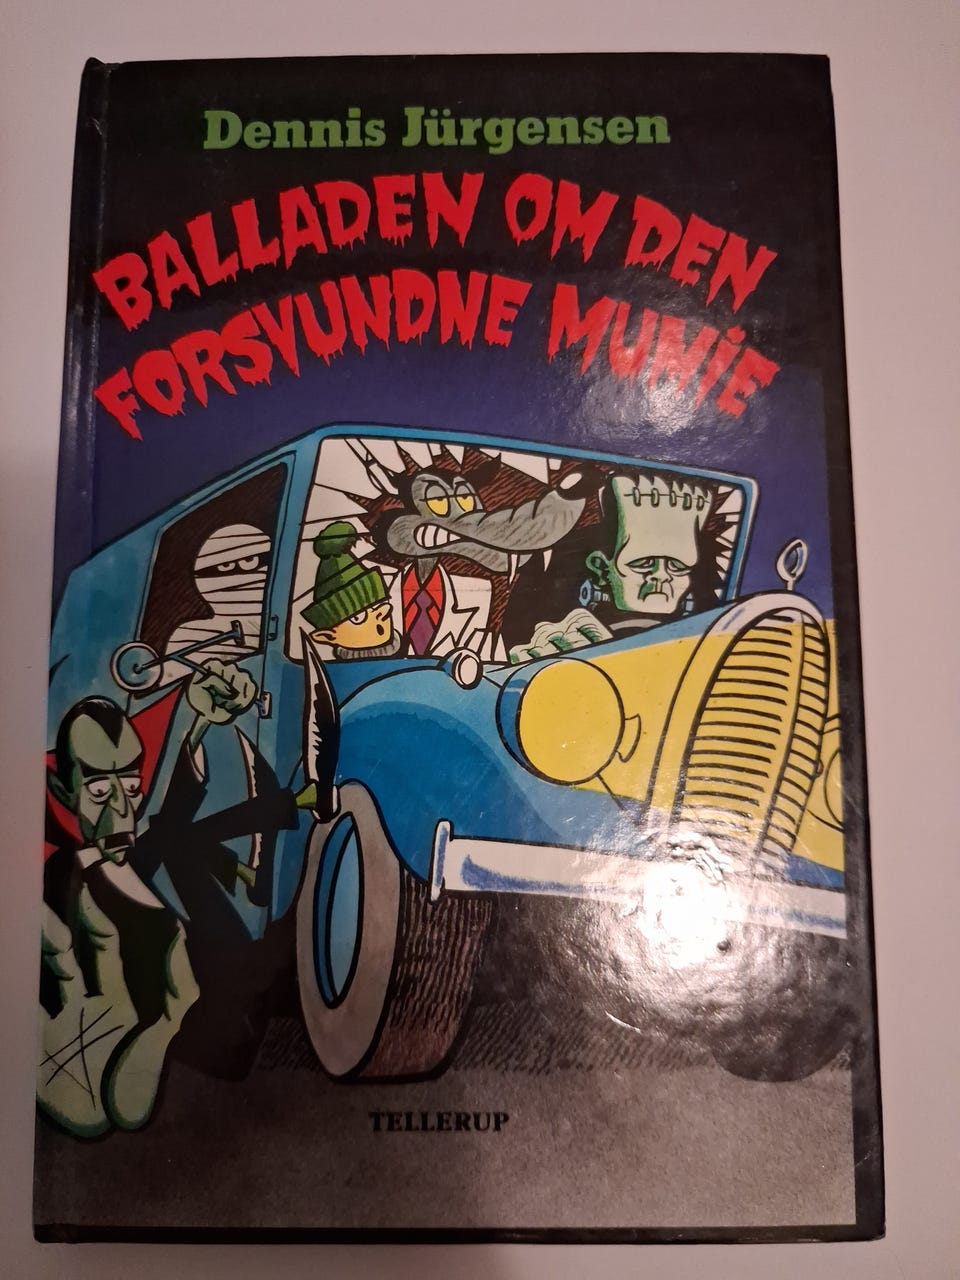 Dennis Jürgensen
BALLADEN OM DEN
FORSVUNDNE MUMiE
TELLERUP